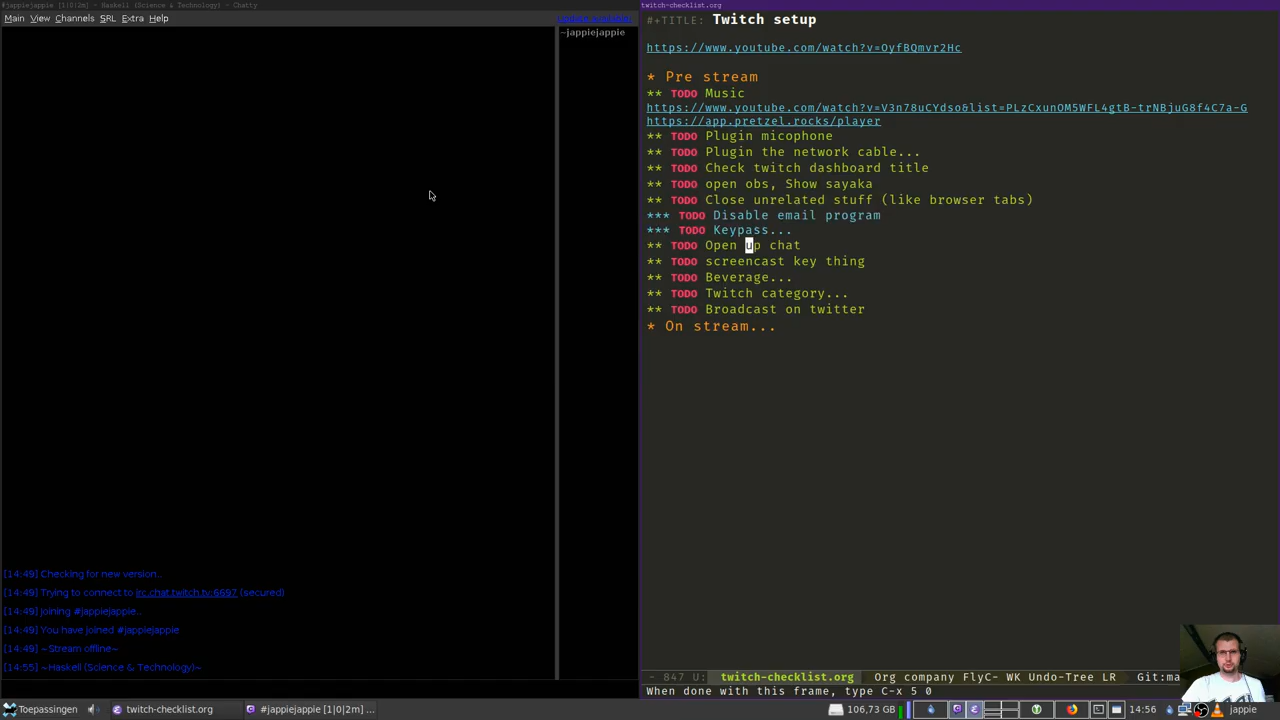 #jappiejappie [1|0|2m] - Haskell (Science & Technology) - Chatty
Main View Channels SRL Extra Help
~jappiejappie
[14:49] Checking for new version..
[14:49] Trying to connect to irc.chat.twitch.tv:6697 (secured)
[14:49] Joining #jappiejappie..
[14:49] You have joined #jappiejappie
[14:49] ~Stream offline~
[14:55] ~Haskell (Science & Technology)~
twitch-checklist.org
#+TITLE: Twitch setup
https://www.youtube.com/watch?v=OyfBQmvr2Hc
* Pre stream
** TODO Music
https://www.youtube.com/watch?v=V3n78uCYdso&list=PLzCxunOM5WFL4gtB-trNBjuG8f4C7a-G
https://app.pretzel.rocks/player
** TODO Plugin micophone
** TODO Plugin the network cable...
** TODO Check twitch dashboard title
** TODO open obs, Show sayaka
** TODO Close unrelated stuff (like browser tabs)
*** TODO Disable email program
*** TODO Keypass...
** TODO Open up chat
** TODO screencast key thing
** TODO Beverage...
** TODO Twitch category...
** TODO Broadcast on twitter
* On stream...
- 847 U: twitch-checklist.org Org company FlyC- WK Undo-Tree LR Git:ma
When done with this frame, type C-x 5 0
Toepassingen twitch-checklist.org #jappiejappie [1|0|2m] ... 106,73 GB 14:56 jappie